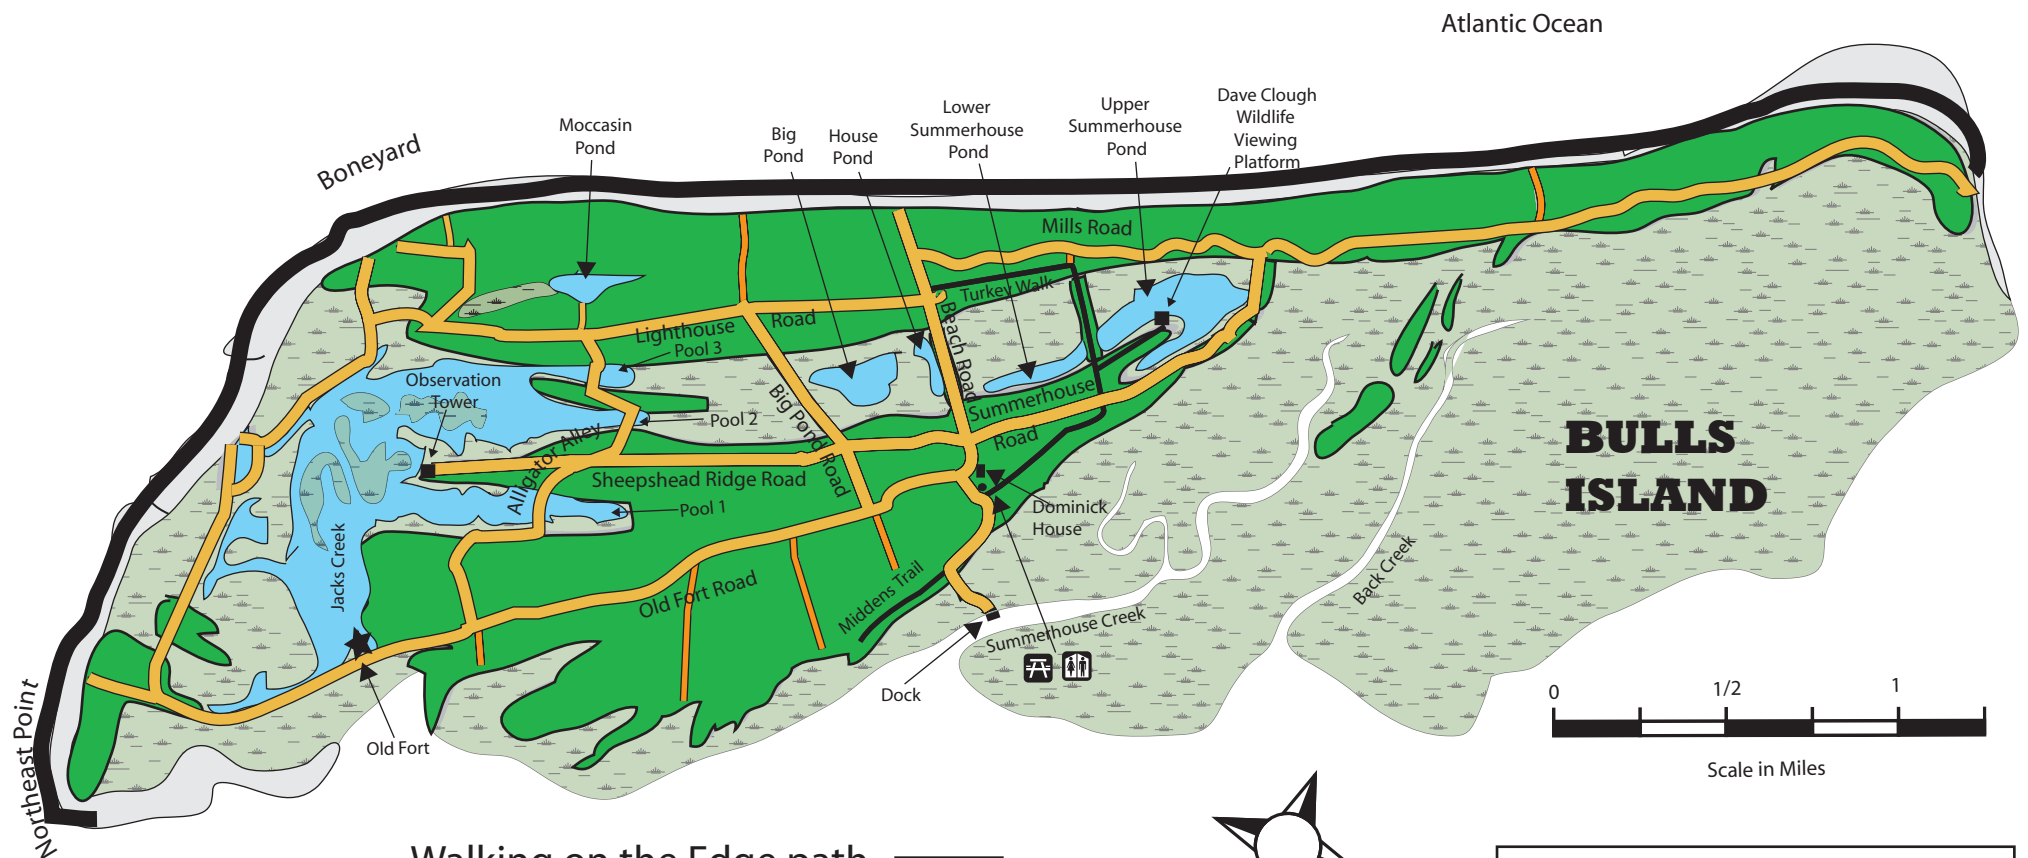 Atlantic Ocean
Boneyard
Moccasin
Pond
Big
Pond
House
Pond
Lower
Summerhouse
Pond
Upper
Summerhouse
Pond
Dave Clough
Wildlife
Viewing
Platform
Mills Road
Turkey Walk
Lighthouse
Road
Pool 3
Beach Road
Observation
Tower
Big Pond Road
Summerhouse
Road
Pool 2
Alligator Alley
Sheepshead Ridge Road
Pool 1
Dominick
House
BULLS
ISLAND
Jacks Creek
Old Fort Road
Middens Trail
Back Creek
Summerhouse Creek
Dock
Old Fort
Northeast Point
0 1/2 1
Scale in Miles
Walking on the Edge path